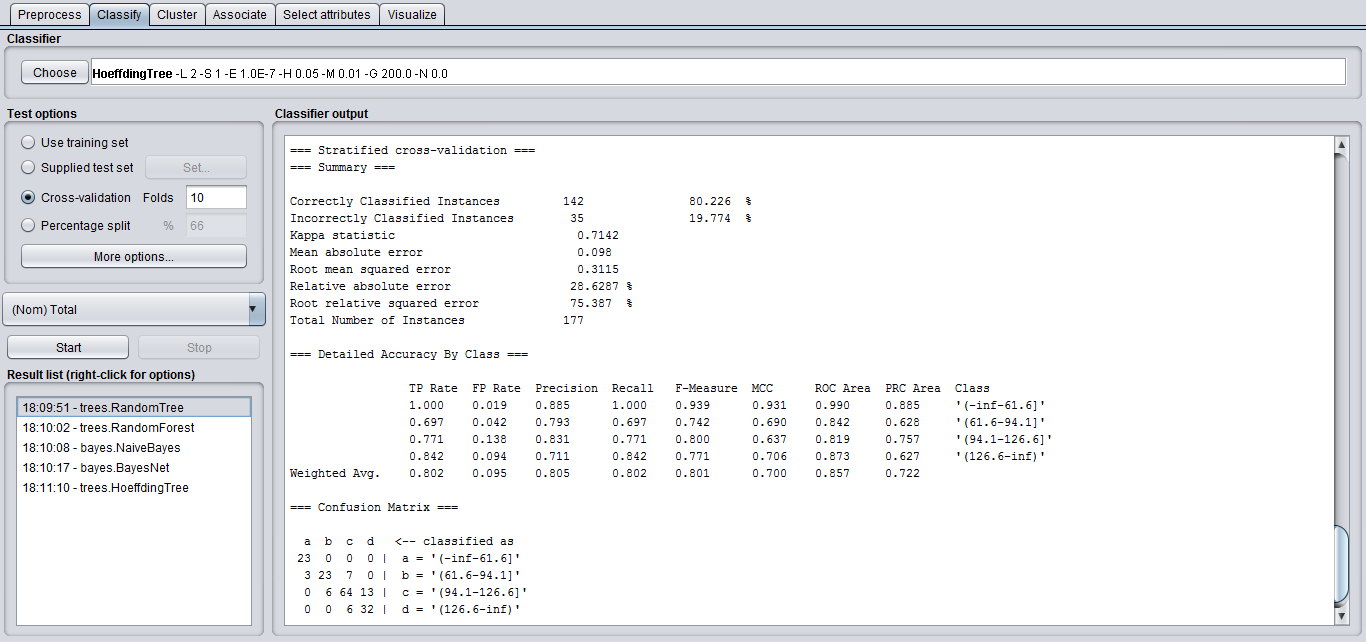 Preprocess Classify Cluster Associate Select attributes Visualize
Classifier
Choose HoeffdingTree -L 2 -S 1 -E 1.0E-7 -H 0.05 -M 0.01 -G 200.0 -N 0.0
Test options
Use training set
Supplied test set Set...
Cross-validation Folds 10
Percentage split % 66
More options...
(Nom) Total
Start Stop
Result list (right-click for options)
18:09:51 - trees.RandomTree
18:10:02 - trees.RandomForest
18:10:08 - bayes.NaiveBayes
18:10:17 - bayes.BayesNet
18:11:10 - trees.HoeffdingTree
Classifier output
=== Stratified cross-validation ===
=== Summary ===
Correctly Classified Instances 142 80.226 %
Incorrectly Classified Instances 35 19.774 %
Kappa statistic 0.7142
Mean absolute error 0.098
Root mean squared error 0.3115
Relative absolute error 28.6287 %
Root relative squared error 75.387 %
Total Number of Instances 177
=== Detailed Accuracy By Class ===
TP Rate FP Rate Precision Recall F-Measure MCC ROC Area PRC Area Class
1.000 0.019 0.885 1.000 0.939 0.931 0.990 0.885 '(-inf-61.6]'
0.697 0.042 0.793 0.697 0.742 0.690 0.842 0.628 '(61.6-94.1]'
0.771 0.138 0.831 0.771 0.800 0.637 0.819 0.757 '(94.1-126.6]'
0.842 0.094 0.711 0.842 0.771 0.706 0.873 0.627 '(126.6-inf)'
Weighted Avg. 0.802 0.095 0.805 0.802 0.801 0.700 0.857 0.722
=== Confusion Matrix ===
a b c d <-- classified as
23 0 0 0 | a = '(-inf-61.6]'
3 23 7 0 | b = '(61.6-94.1]'
0 6 64 13 | c = '(94.1-126.6]'
0 0 6 32 | d = '(126.6-inf)'